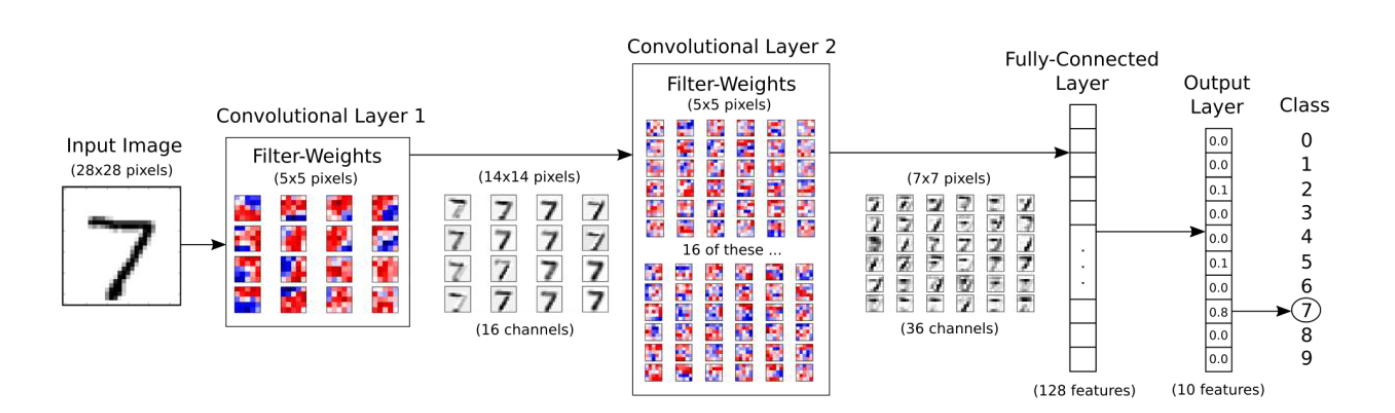 Input Image
(28x28 pixels)
Convolutional Layer 1
Filter-Weights
(5x5 pixels)
(14x14 pixels)
(16 channels)
Convolutional Layer 2
Filter-Weights
(5x5 pixels)
16 of these ...
(7x7 pixels)
(36 channels)
Fully-Connected
Layer
(128 features)
Output
Layer
0.0
0.0
0.1
0.0
0.0
0.1
0.0
0.8
0.0
0.0
(10 features)
Class
0
1
2
3
4
5
6
7
8
9